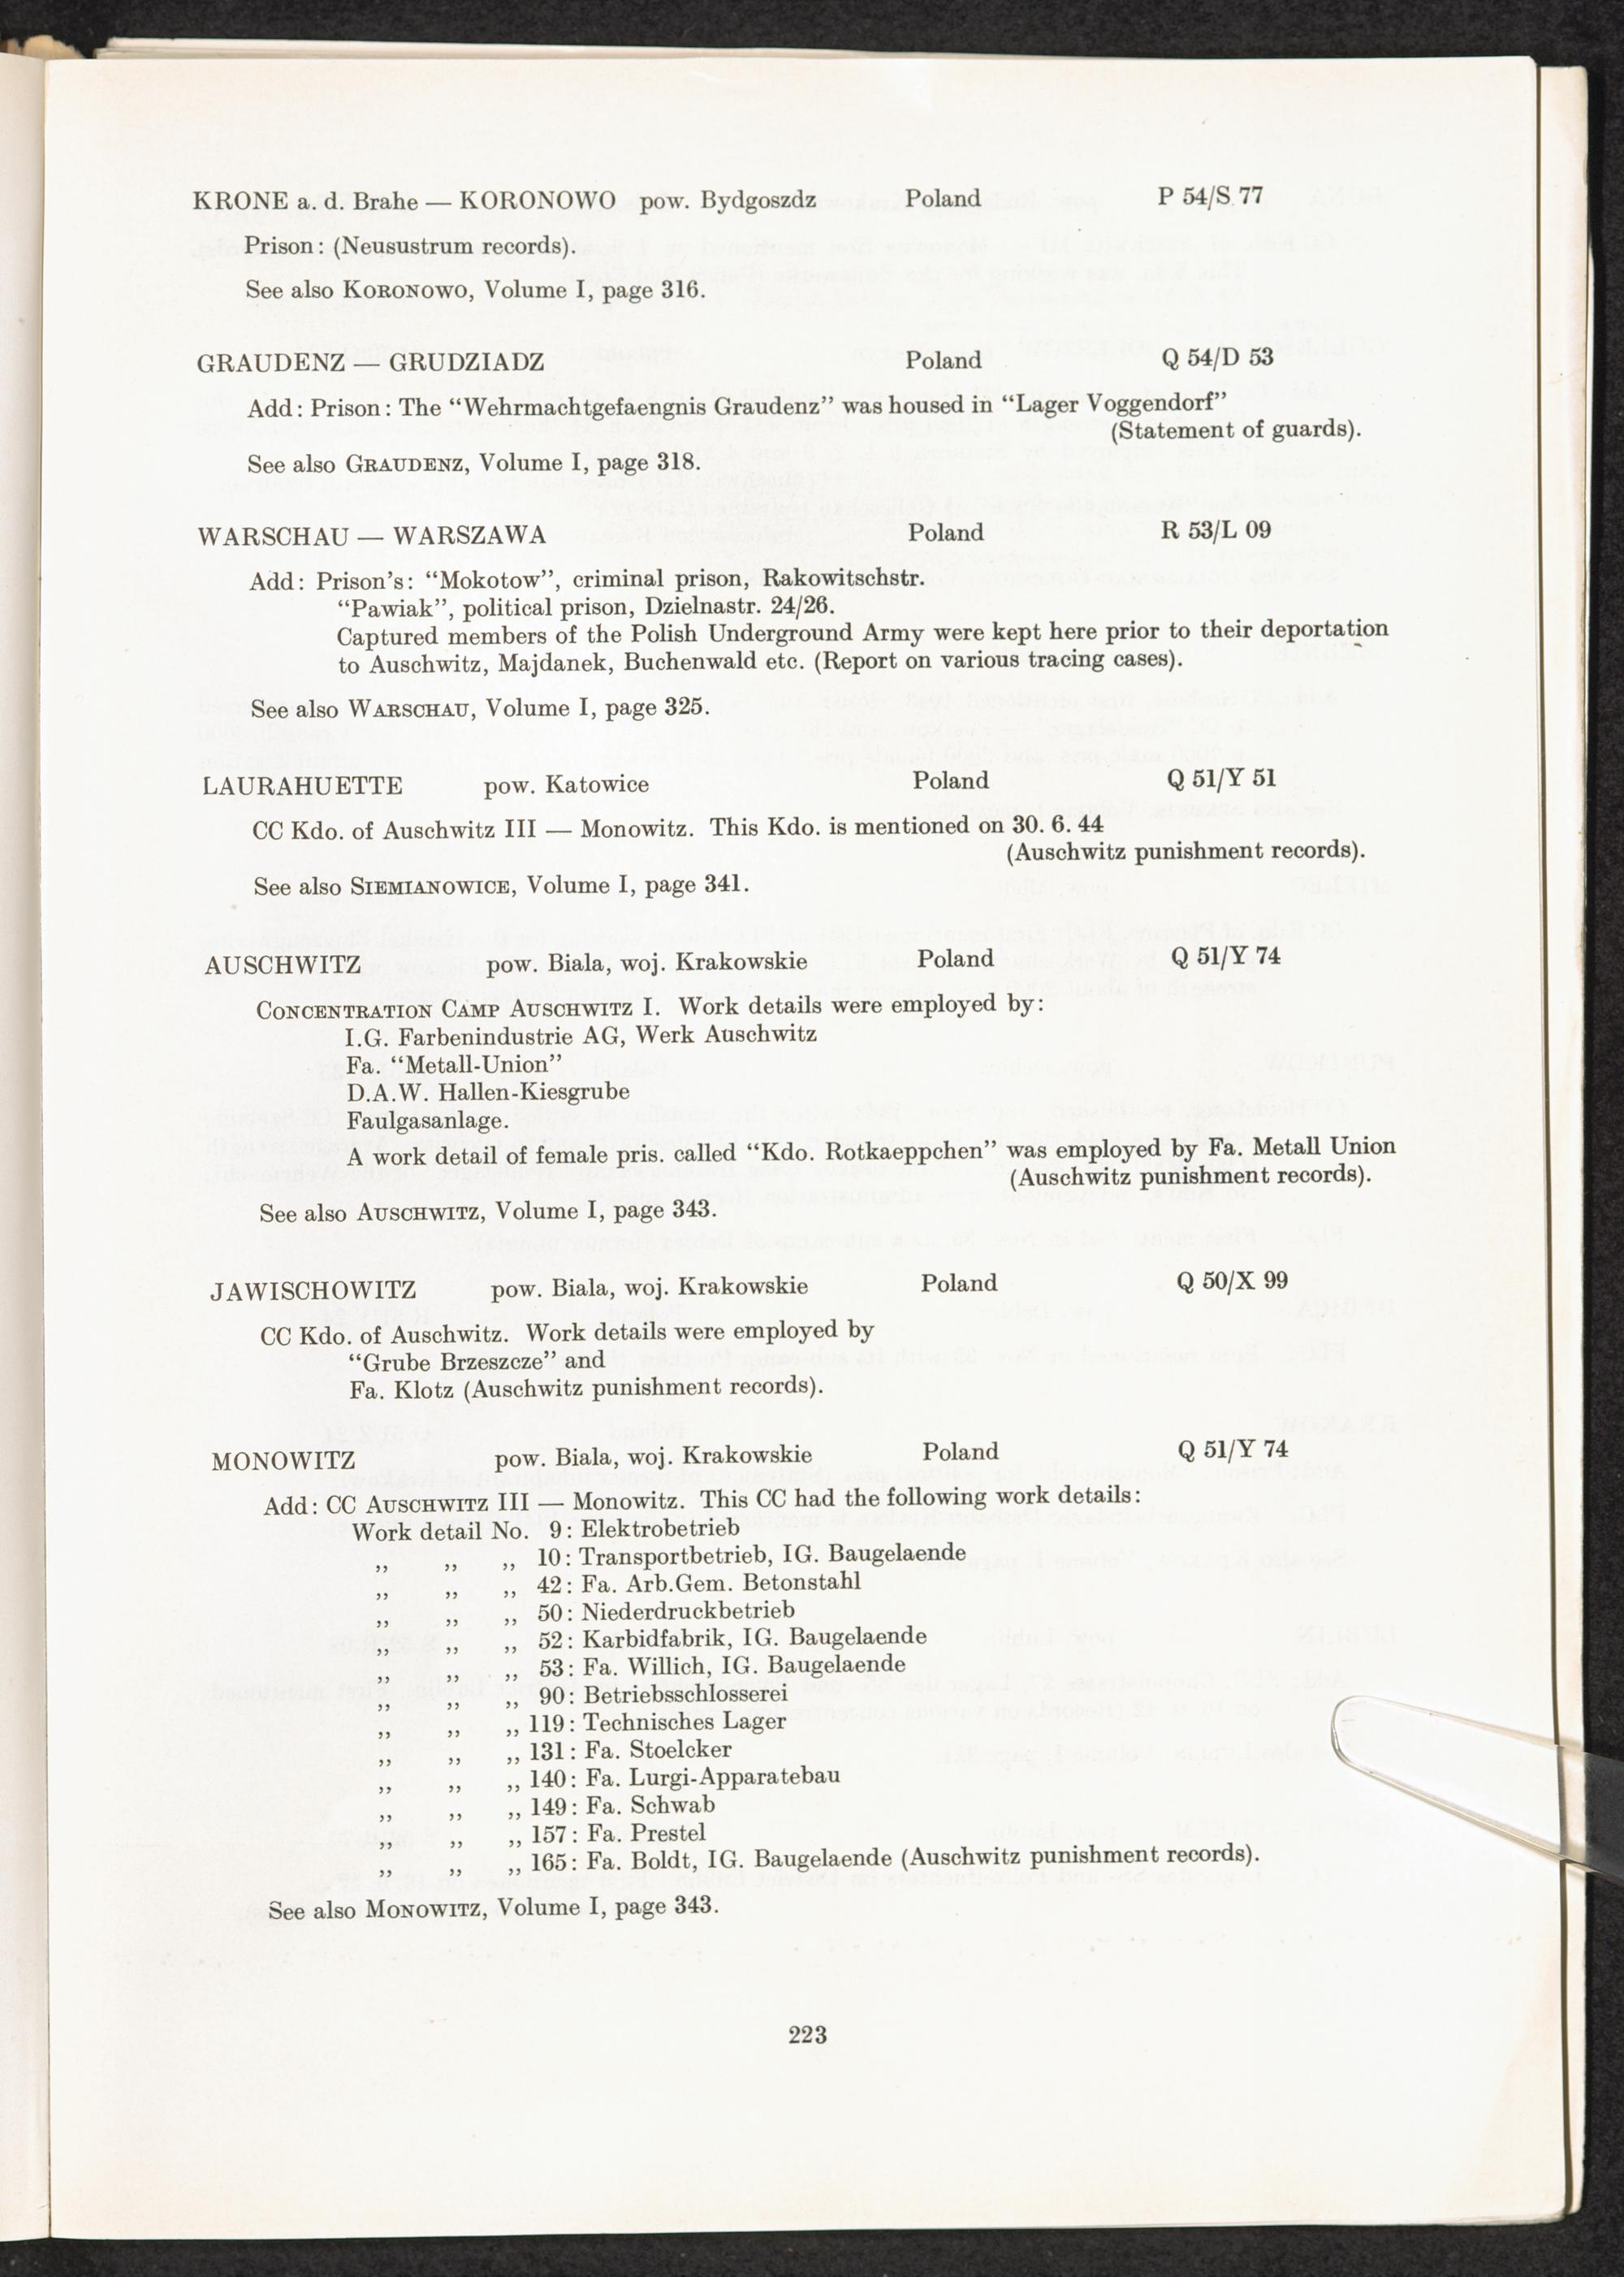 KRONE a. d. Brahe — KORONOWO pow. Bydgoszdz Poland P 54/S 77
Prison: (Neusustrum records).
See also KORONOWO, Volume I, page 316.
GRAUDENZ — GRUDZIADZ Poland Q 54/D 53
Add: Prison: The “Wehrmachtgefaengnis Graudenz” was housed in “Lager Voggendorf”
(Statement of guards).
See also GRAUDENZ, Volume I, page 318.
WARSCHAU — WARSZAWA Poland R 53/L 09
Add: Prison's: “Mokotow”, criminal prison, Rakowitschstr.
“Pawiak”, political prison, Dzielnastr. 24/26.
Captured members of the Polish Underground Army were kept here prior to their deportation
to Auschwitz, Majdanek, Buchenwald etc. (Report on various tracing cases).
See also WARSCHAU, Volume I, page 325.
LAURAHUETTE pow. Katowice Poland Q 51/Y 51
CC Kdo. of Auschwitz III — Monowitz. This Kdo. is mentioned on 30. 6. 44
(Auschwitz punishment records).
See also SIEMIANOWICE, Volume I, page 341.
AUSCHWITZ pow. Biala, woj. Krakowskie Poland Q 51/Y 74
CONCENTRATION CAMP AUSCHWITZ I. Work details were employed by:
I.G. Farbenindustrie AG, Werk Auschwitz
Fa. “Metall-Union”
D.A.W. Hallen-Kiesgrube
Faulgasanlage.
A work detail of female pris. called “Kdo. Rotkaeppchen” was employed by Fa. Metall Union
(Auschwitz punishment records).
See also AUSCHWITZ, Volume I, page 343.
JAWISCHOWITZ pow. Biala, woj. Krakowskie Poland Q 50/X 99
CC Kdo. of Auschwitz. Work details were employed by
“Grube Brzeszcze” and
Fa. Klotz (Auschwitz punishment records).
MONOWITZ pow. Biala, woj. Krakowskie Poland Q 51/Y 74
Add: CC AUSCHWITZ III — Monowitz. This CC had the following work details:
Work detail No. 9: Elektrobetrieb
„ „ „ 10: Transportbetrieb, IG. Baugelaende
„ „ „ 42: Fa. Arb.Gem. Betonstahl
„ „ „ 50: Niederdruckbetrieb
„ „ „ 52: Karbidfabrik, IG. Baugelaende
„ „ „ 53: Fa. Willich, IG. Baugelaende
„ „ „ 90: Betriebsschlosserei
„ „ „ 119: Technisches Lager
„ „ „ 131: Fa. Stoelcker
„ „ „ 140: Fa. Lurgi-Apparatebau
„ „ „ 149: Fa. Schwab
„ „ „ 157: Fa. Prestel
„ „ „ 165: Fa. Boldt, IG. Baugelaende (Auschwitz punishment records).
See also MONOWITZ, Volume I, page 343.
223